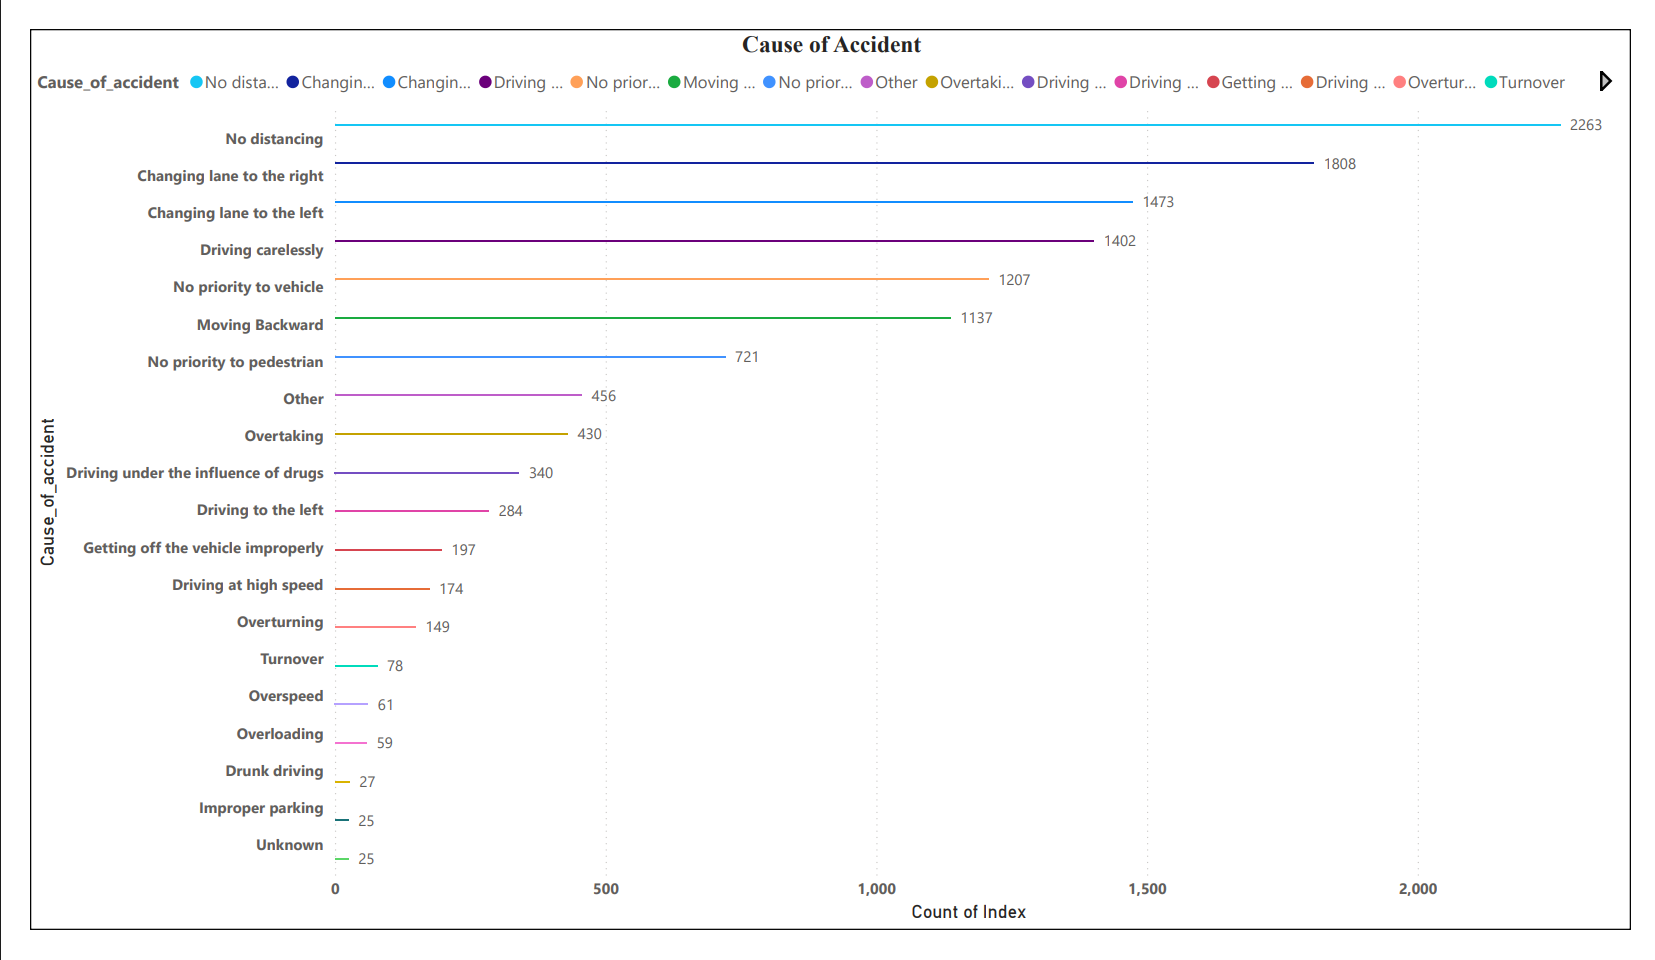 Cause of Accident
Cause_of_accident No dista... Changin... Changin... Driving ... No prior... Moving ... No prior... Other Overtaki... Driving ... Driving ... Getting ... Driving ... Overtur... Turnover
No distancing 2263
Changing lane to the right 1808
Changing lane to the left 1473
Driving carelessly 1402
No priority to vehicle 1207
Moving Backward 1137
No priority to pedestrian 721
Other 456
Overtaking 430
Driving under the influence of drugs 340
Driving to the left 284
Getting off the vehicle improperly 197
Driving at high speed 174
Overturning 149
Turnover 78
Overspeed 61
Overloading 59
Drunk driving 27
Improper parking 25
Unknown 25
Cause_of_accident
0 500 1,000 1,500 2,000
Count of Index